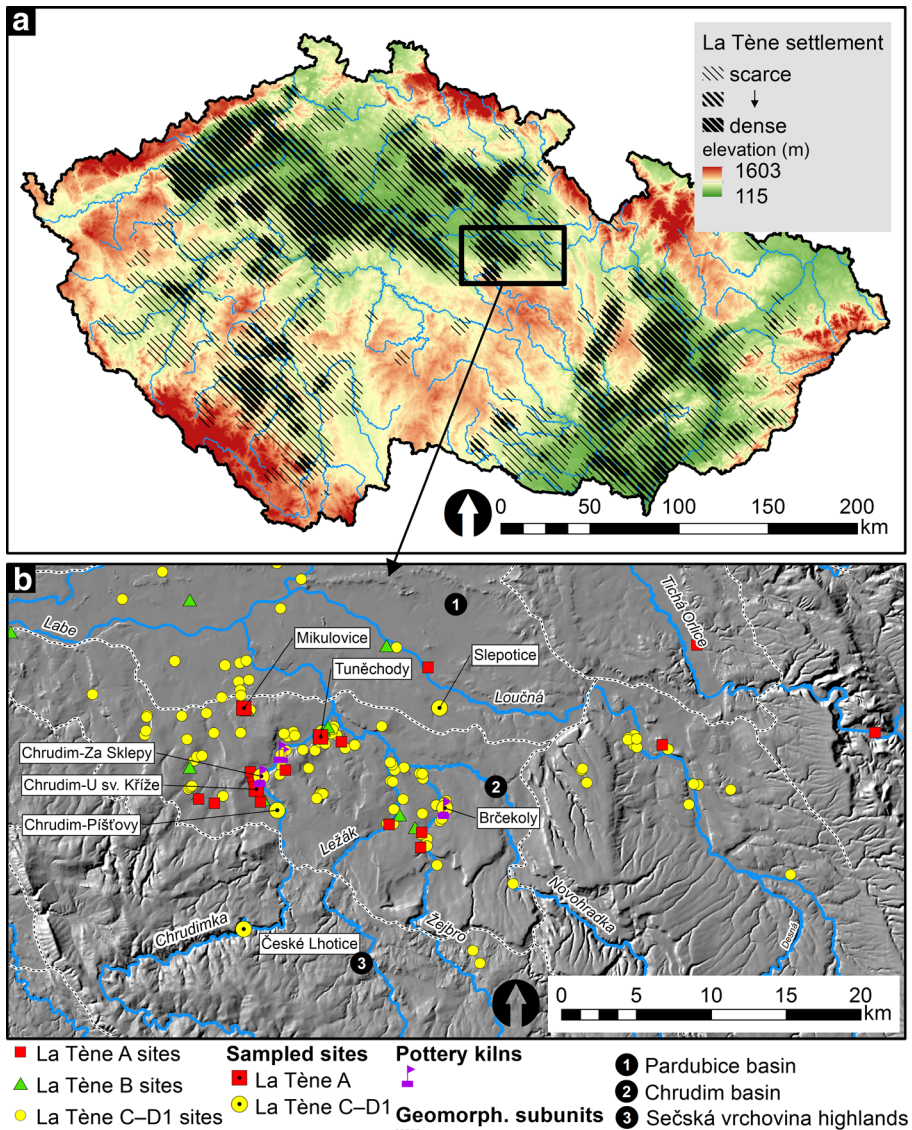 a
La Tène settlement
scarce
dense
elevation (m)
1603
115
0 50 100 150 200
km
b
1
Labe
Mikulovice
Tuněchody
Slepotice
Tichá Orlice
Loučná
Chrudim-Za Sklepy
Chrudim-U sv. Kříže
Chrudim-Píšťovy
2
Brčekoly
Ležák
Novohradka
Žejbro
Desná
Chrudimka
České Lhotice
3
0 5 10 15 20
km
La Tène A sites
La Tène B sites
La Tène C–D1 sites
Sampled sites
La Tène A
La Tène C–D1
Pottery kilns
Geomorph. subunits
1 Pardubice basin
2 Chrudim basin
3 Sečská vrchovina highlands